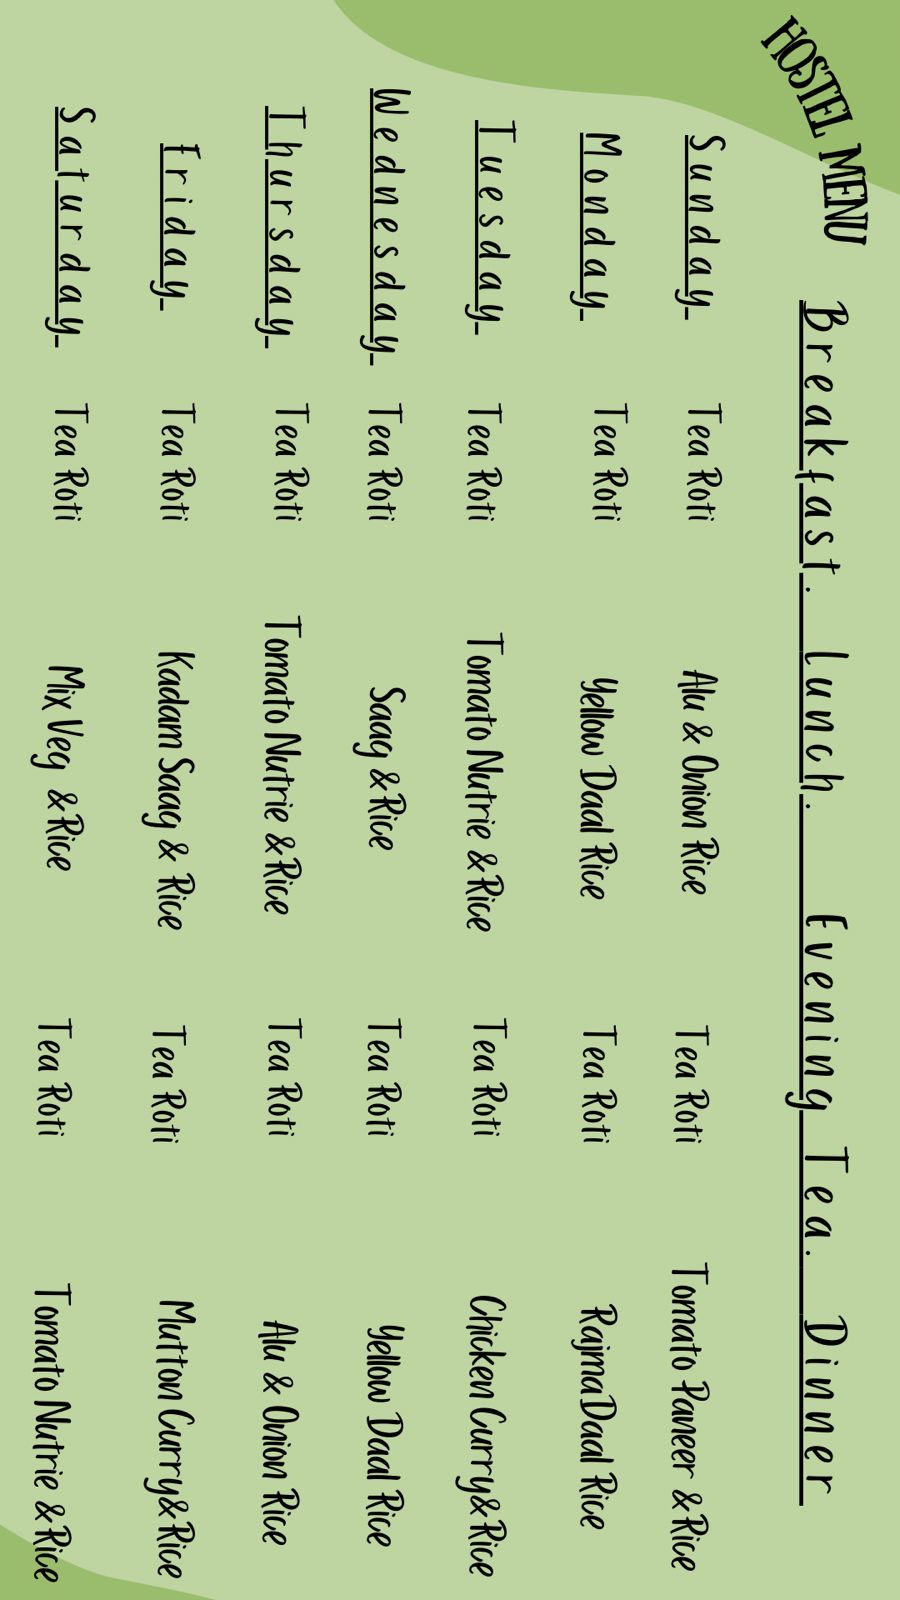 HOSTEL MENU
Breakfast. Lunch. Evening Tea. Dinner
Sunday Tea Roti Alu & Onion Rice Tea Roti Tomato Paneer & Rice
Monday Tea Roti Yellow Daal Rice Tea Roti Rajma Daal Rice
Tuesday Tea Roti Tomato Nutrie & Rice Tea Roti Chicken Curry & Rice
Wednesday Tea Roti Saag & Rice Tea Roti Yellow Daal Rice
Thursday Tea Roti Tomato Nutrie & Rice Tea Roti Alu & Onion Rice
Friday Tea Roti Kadam Saag & Rice Tea Roti Mutton Curry & Rice
Saturday Tea Roti Mix Veg & Rice Tea Roti Tomato Nutrie & Rice